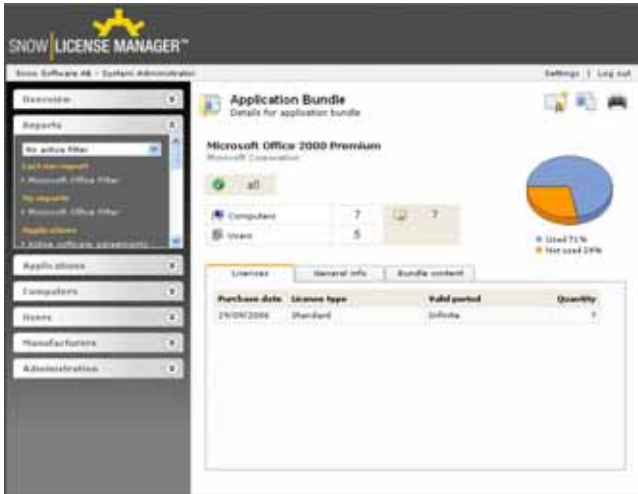 SNOW LICENSE MANAGER™
Snow Software AB - System Administrator
Settings | Log out
Overview
Reports
No active filter
Last run report
Microsoft Office Filter
My reports
Microsoft Office Filter
Applications
Active software agreements
Applications
Computers
Users
Manufacturers
Administration
Application Bundle
Details for application bundle
Microsoft Office 2000 Premium
Microsoft Corporation
all
Computers 7 7
Users 5
Used 71%
Not used 29%
Licenses General info Bundle content
Purchase date License type Valid period Quantity
29/09/2006 Standard Infinite 7